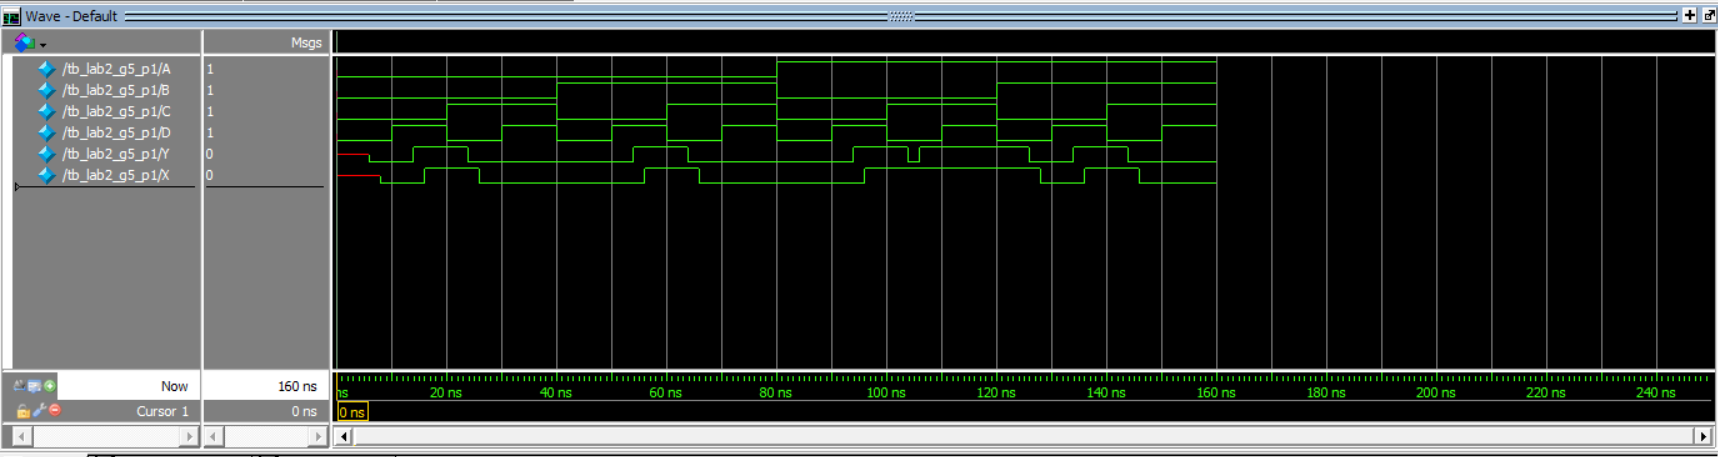 Wave - Default
Msgs
/tb_lab2_g5_p1/A 1
/tb_lab2_g5_p1/B 1
/tb_lab2_g5_p1/C 1
/tb_lab2_g5_p1/D 1
/tb_lab2_g5_p1/Y 0
/tb_lab2_g5_p1/X 0
Now 160 ns
ns 20 ns 40 ns 60 ns 80 ns 100 ns 120 ns 140 ns 160 ns 180 ns 200 ns 220 ns 240 ns
Cursor 1 0 ns 0 ns